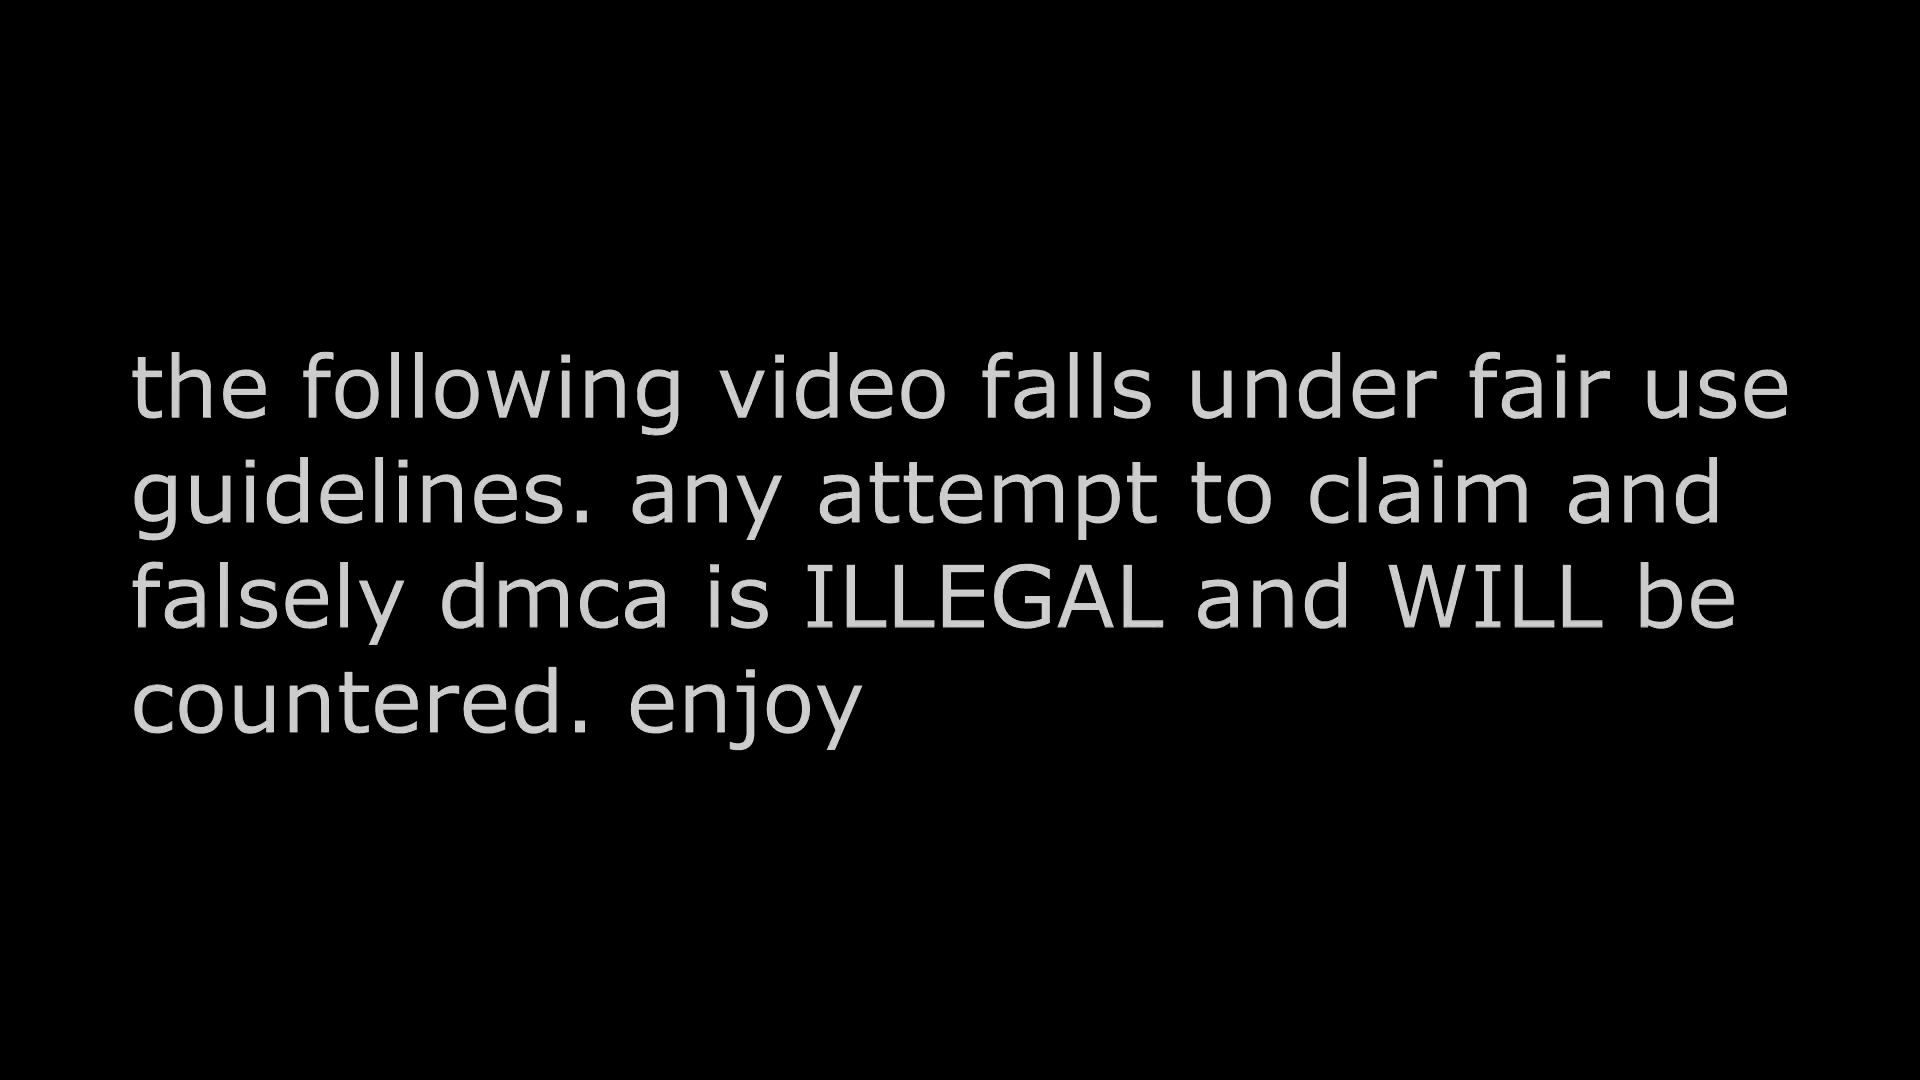 the following video falls under fair use
guidelines. any attempt to claim and
falsely dmca is ILLEGAL and WILL be
countered. enjoy